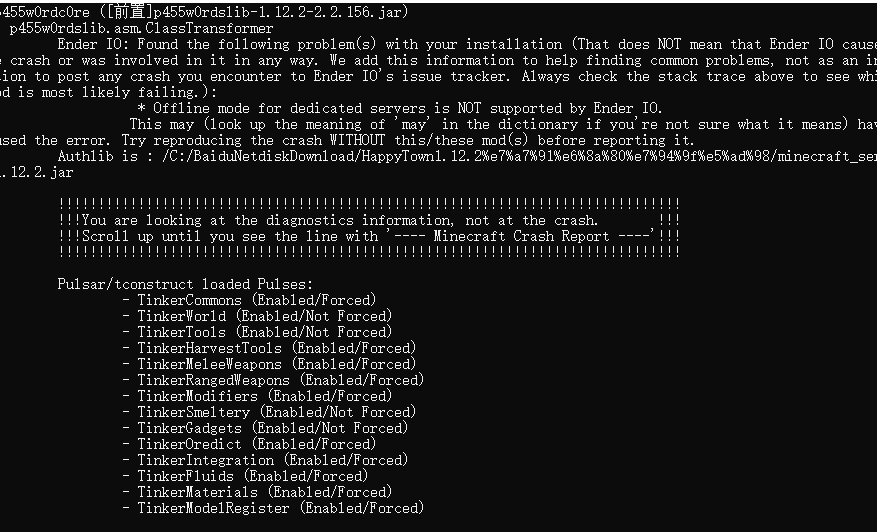 p455w0rdc0re ([前置]p455w0rdslib-1.12.2-2.2.156.jar)
p455w0rdslib.asm.ClassTransformer
Ender IO: Found the following problem(s) with your installation (That does NOT mean that Ender IO cause
e crash or was involved in it in any way. We add this information to help finding common problems, not as an in
ion to post any crash you encounter to Ender IO's issue tracker. Always check the stack trace above to see whi
od is most likely failing.):
* Offline mode for dedicated servers is NOT supported by Ender IO.
This may (look up the meaning of 'may' in the dictionary if you're not sure what it means) hav
used the error. Try reproducing the crash WITHOUT this/these mod(s) before reporting it.
Authlib is : /C:/BaiduNetdiskDownload/HappyTown1.12.2%e7%a7%91%e6%8a%80%e7%94%9f%e5%ad%98/minecraft_ser
1.12.2.jar
!!!!!!!!!!!!!!!!!!!!!!!!!!!!!!!!!!!!!!!!!!!!!!!!!!!!!!!!!!!!!!!!!!!!!!!!!!!!!!
!!!You are looking at the diagnostics information, not at the crash. !!!
!!!Scroll up until you see the line with '---- Minecraft Crash Report ----'!!!
!!!!!!!!!!!!!!!!!!!!!!!!!!!!!!!!!!!!!!!!!!!!!!!!!!!!!!!!!!!!!!!!!!!!!!!!!!!!!!
Pulsar/tconstruct loaded Pulses:
- TinkerCommons (Enabled/Forced)
- TinkerWorld (Enabled/Not Forced)
- TinkerTools (Enabled/Not Forced)
- TinkerHarvestTools (Enabled/Forced)
- TinkerMeleeWeapons (Enabled/Forced)
- TinkerRangedWeapons (Enabled/Forced)
- TinkerModifiers (Enabled/Forced)
- TinkerSmeltery (Enabled/Not Forced)
- TinkerGadgets (Enabled/Not Forced)
- TinkerOredict (Enabled/Forced)
- TinkerIntegration (Enabled/Forced)
- TinkerFluids (Enabled/Forced)
- TinkerMaterials (Enabled/Forced)
- TinkerModelRegister (Enabled/Forced)